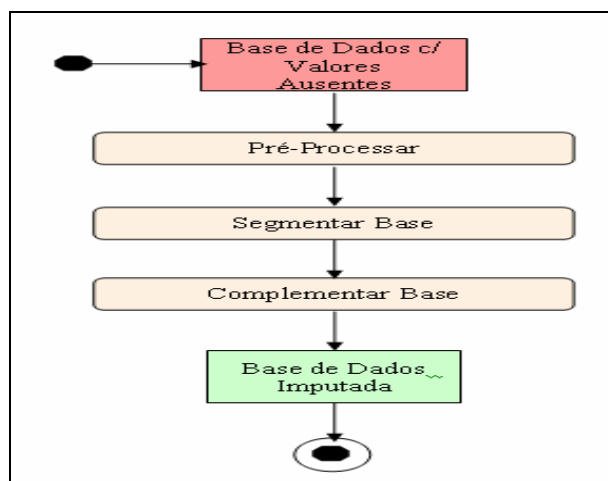 Base de Dados c/
Valores
Ausentes
Pré-Processar
Segmentar Base
Complementar Base
Base de Dados
Imputada